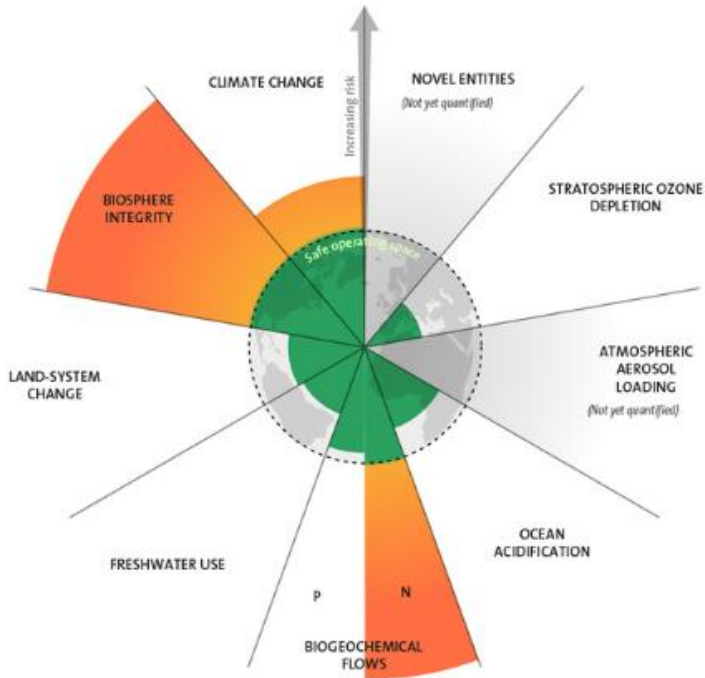 CLIMATE CHANGE
Increasing risk
NOVEL ENTITIES
(Not yet quantified)
BIOSPHERE
INTEGRITY
STRATOSPHERIC OZONE
DEPLETION
Safe operating space
LAND-SYSTEM
CHANGE
ATMOSPHERIC
AEROSOL
LOADING
(Not yet quantified)
FRESHWATER USE
OCEAN
ACIDIFICATION
P
N
BIOGEOCHEMICAL
FLOWS